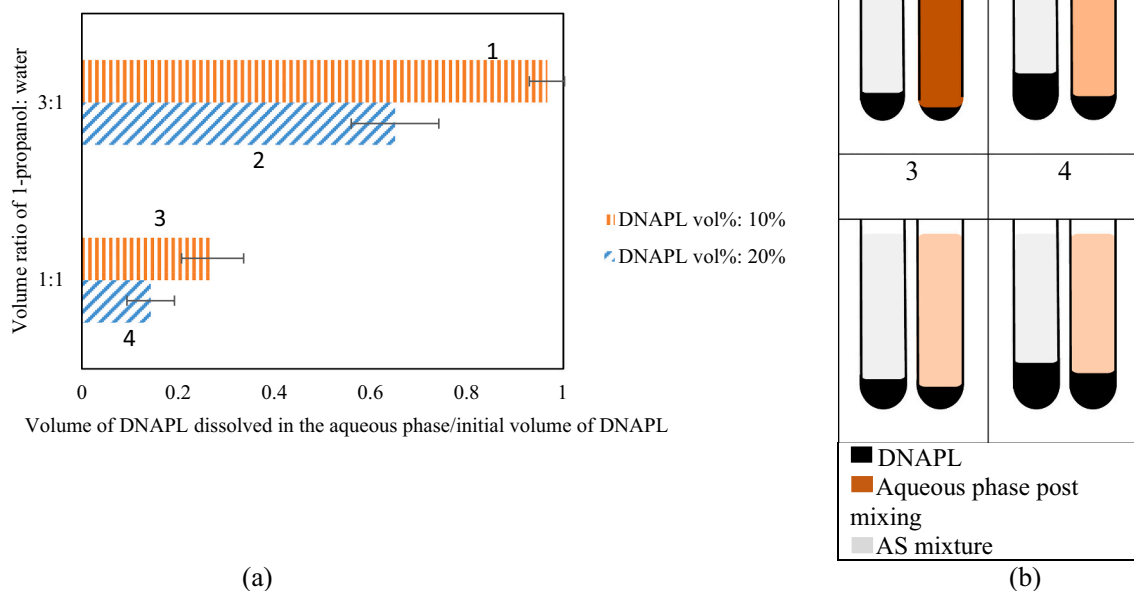 Volume ratio of 1-propanol: water
3:1
1:1
1
2
3
4
0
0.2
0.4
0.6
0.8
1
Volume of DNAPL dissolved in the aqueous phase/initial volume of DNAPL
DNAPL vol%: 10%
DNAPL vol%: 20%
(a)
3
4
DNAPL
Aqueous phase post
mixing
AS mixture
(b)